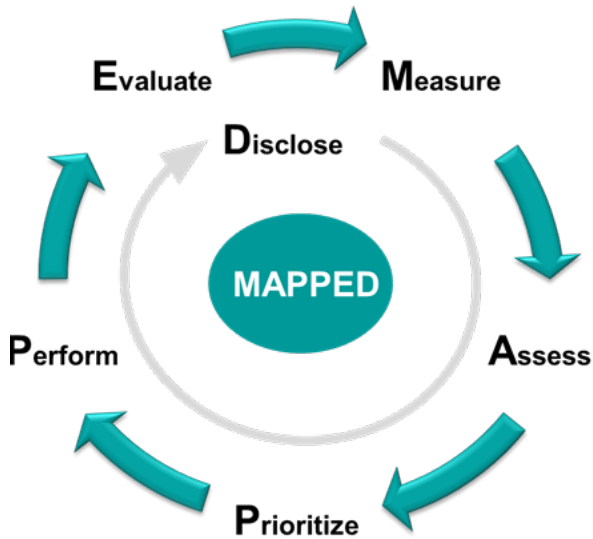 Evaluate
Measure
Disclose
MAPPED
Perform
Assess
Prioritize